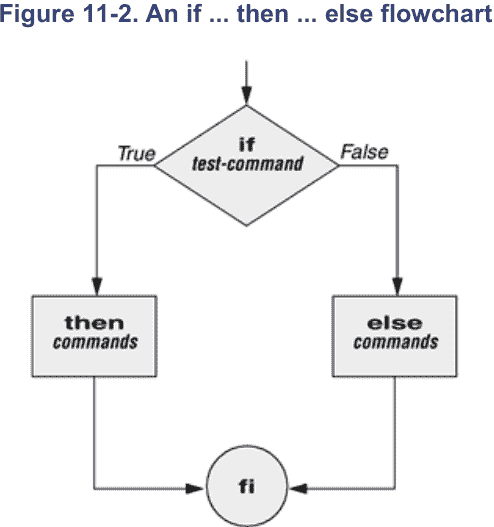 Figure 11-2. An if ... then ... else flowchart
if
test-command
True
False
then
commands
else
commands
fi